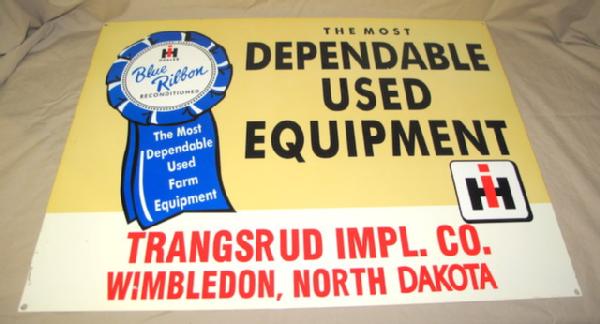 THE MOST
DEPENDABLE
USED
EQUIPMENT
IH
DEALER
Blue Ribbon
RECONDITIONED
The Most
Dependable
Used
Farm
Equipment
IH
TRANGSRUD IMPL. CO.
WIMBLEDON, NORTH DAKOTA